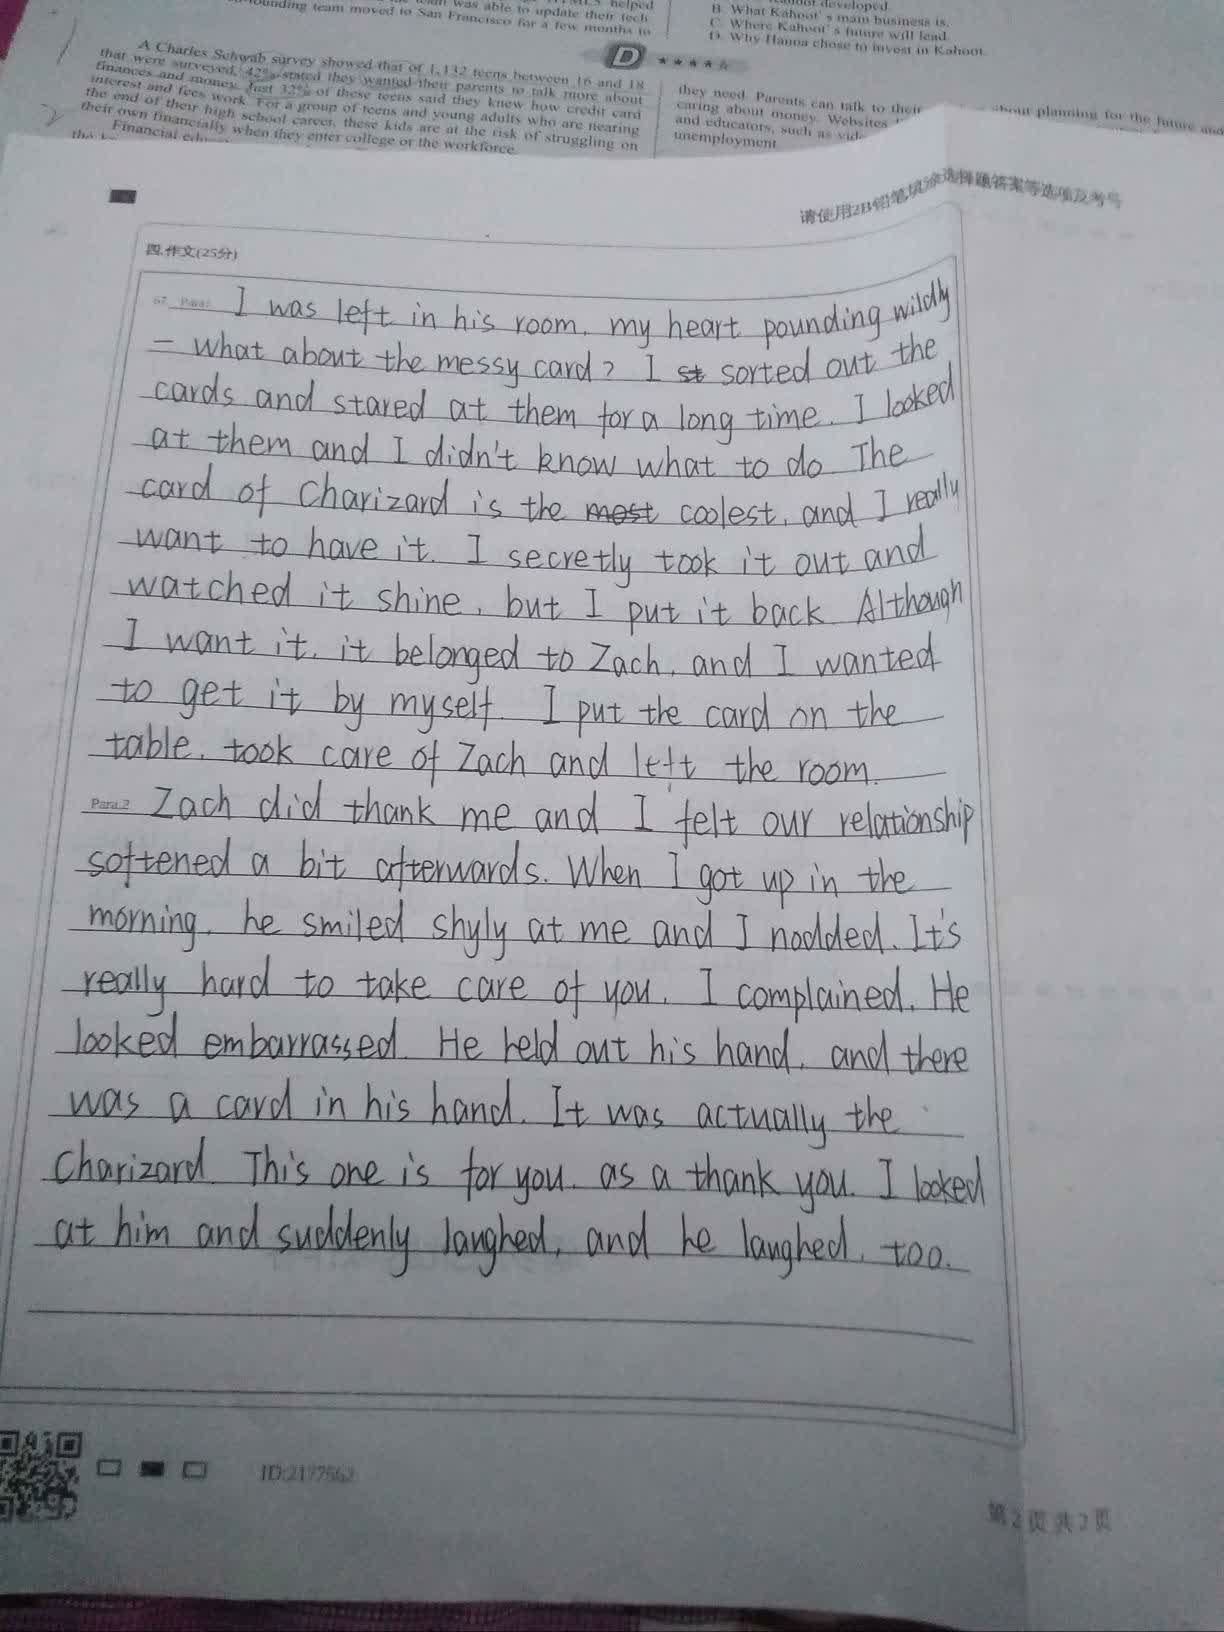 helped
was able to update their tech
founding team moved to San Francisco for a few months to
developed.
B. What Kahoot's main business is.
C. Where Kahoot's future will lead.
D. Why Hanna chose to invest in Kahoot.
D ★★★★☆
A Charles Schwab survey showed that of 1,132 teens between 16 and 18
that were surveyed, 42% stated they wanted their parents to talk more about
finances and money. Just 32% of these teens said they knew how credit card
interest and fees work. For a group of teens and young adults who are nearing
the end of their high school career, these kids are at the risk of struggling on
their own financially when they enter college or the workforce.
Financial
they need. Parents can talk to their about planning for the future and
caring about money. Websites
and educators, such as
unemployment
请使用2B铅笔填涂选择题答案等选项及考号
四.作文(25分)
67. Para1 I was left in his room, my heart pounding wildly
— what about the messy card? I st sorted out the
cards and stared at them for a long time. I looked
at them and I didn't know what to do. The
card of Charizard is the most coolest, and I really
want to have it. I secretly took it out and
watched it shine, but I put it back. Although
I want it, it belonged to Zach, and I wanted
to get it by myself. I put the card on the
table, took care of Zach and left the room.
Para.2 Zach did thank me and I felt our relationship
softened a bit afterwards. When I got up in the
morning, he smiled shyly at me and I nodded. It's
really hard to take care of you, I complained. He
looked embarrassed. He held out his hand, and there
was a card in his hand. It was actually the
Charizard. This one is for you, as a thank you. I looked
at him and suddenly laughed, and he laughed, too.
ID:2177562
第 2 页 共 2 页